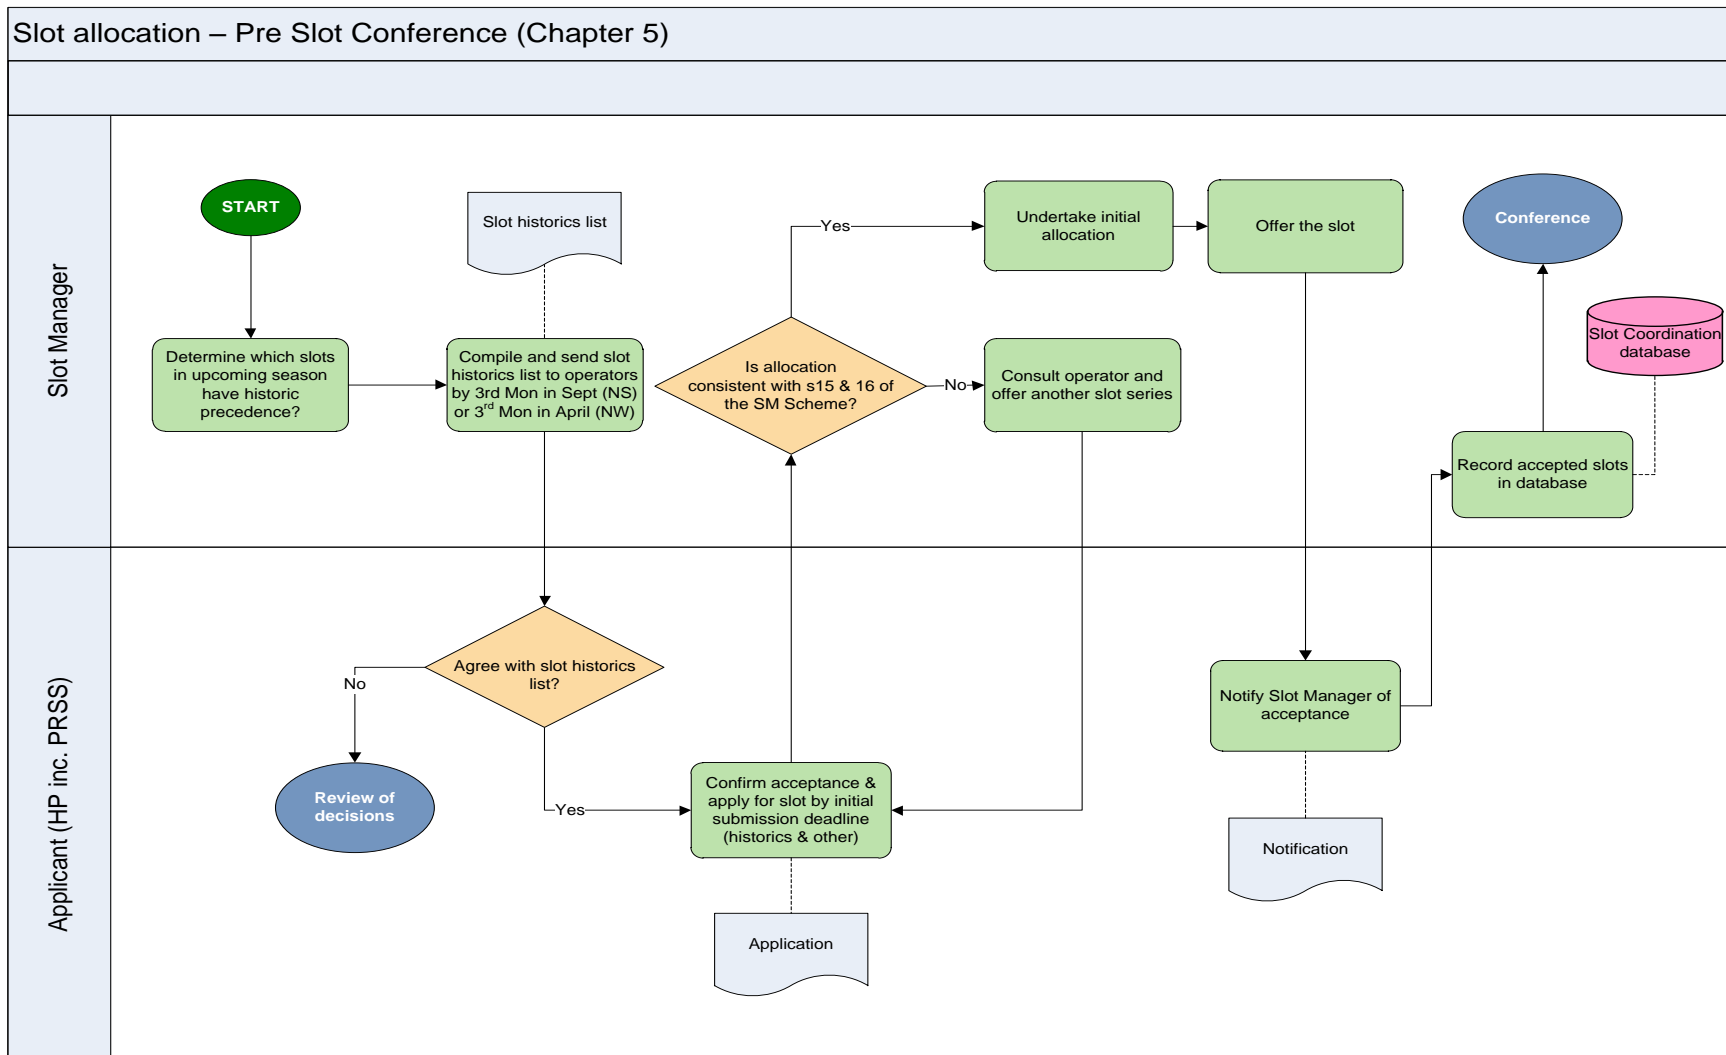 Slot allocation – Pre Slot Conference (Chapter 5)
Slot Manager
START
Slot historics list
Determine which slots
in upcoming season
have historic
precedence?
Compile and send slot
historics list to operators
by 3rd Mon in Sept (NS)
or 3rd Mon in April (NW)
Is allocation
consistent with s15 & 16 of
the SM Scheme?
Yes
No
Undertake initial
allocation
Offer the slot
Consult operator and
offer another slot series
Conference
Slot Coordination
database
Record accepted slots
in database
Applicant (HP inc. PRSS)
Agree with slot historics
list?
No
Yes
Review of
decisions
Confirm acceptance &
apply for slot by initial
submission deadline
(historics & other)
Application
Notify Slot Manager of
acceptance
Notification